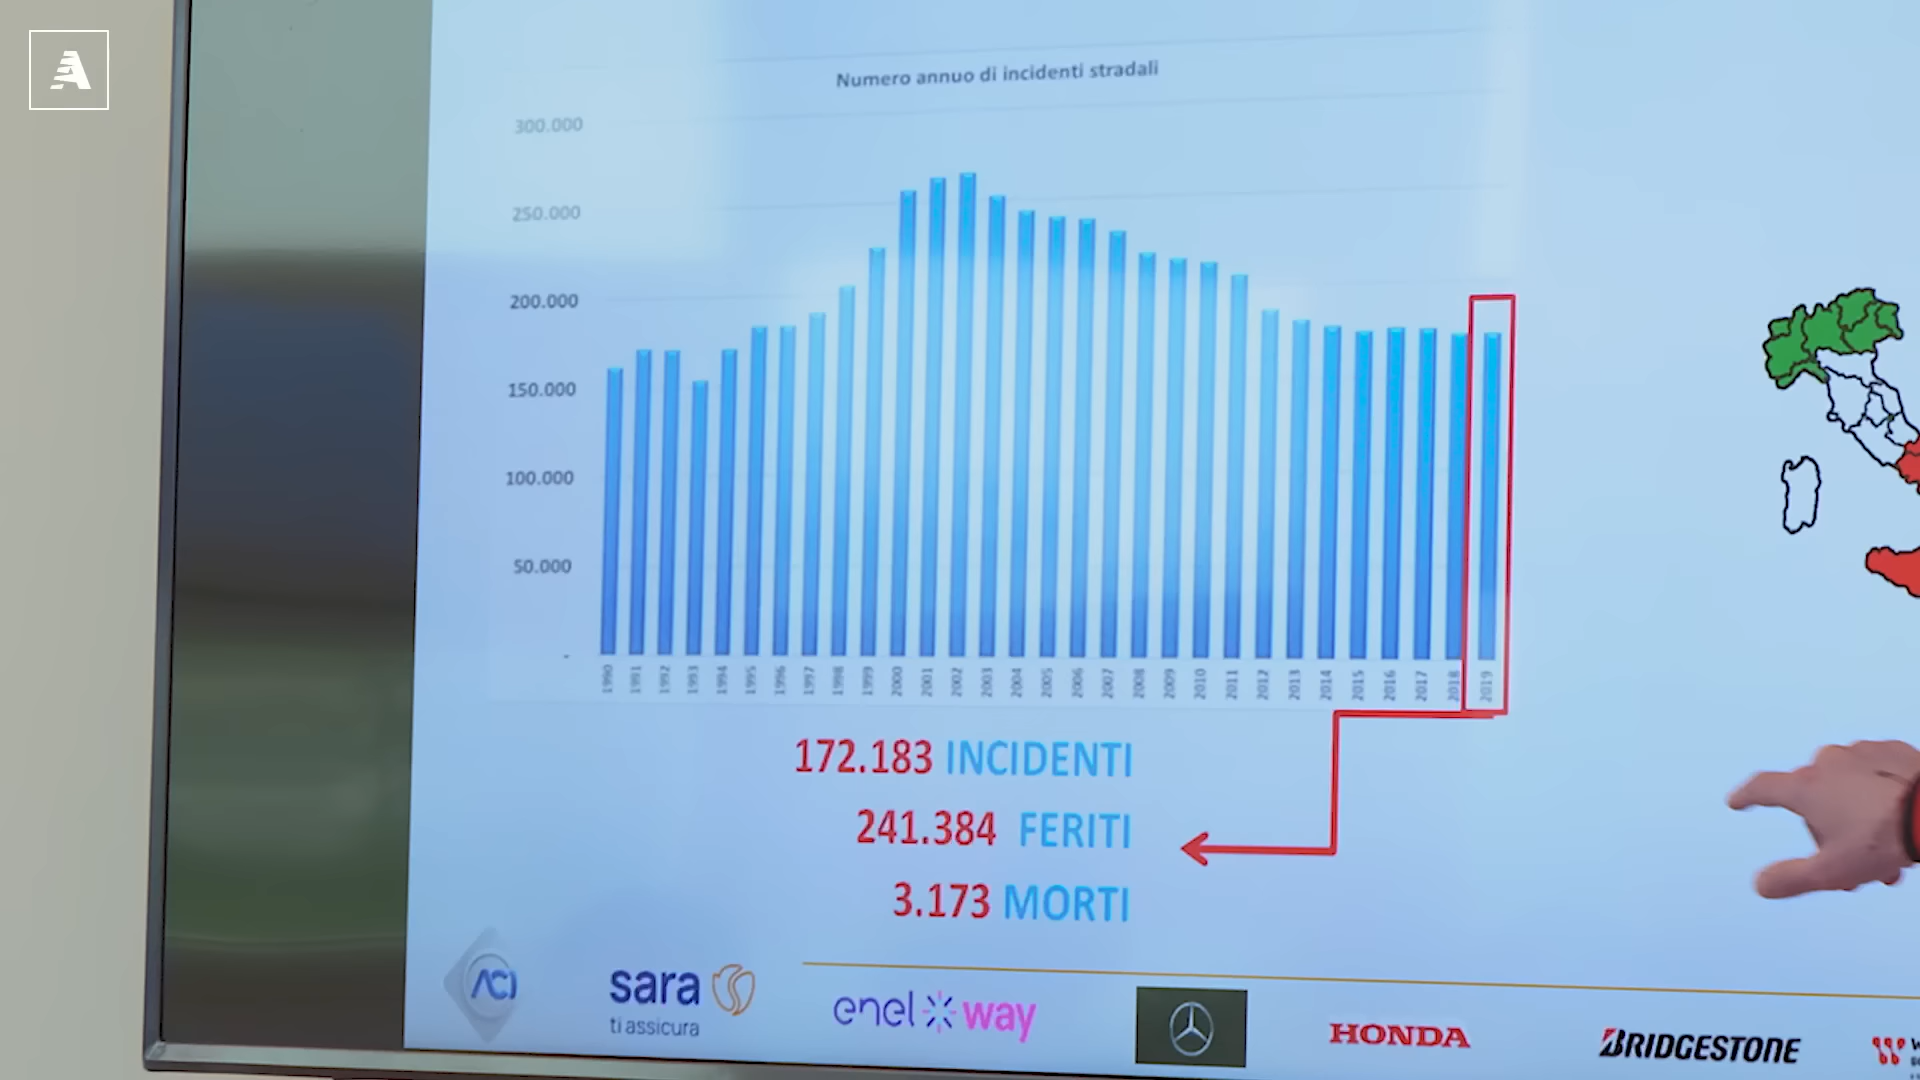 A
Numero annuo di incidenti stradali
300.000
250.000
200.000
150.000
100.000
50.000
-
1990 1991 1992 1993 1994 1995 1996 1997 1998 1999 2000 2001 2002 2003 2004 2005 2006 2007 2008 2009 2010 2011 2012 2013 2014 2015 2016 2017 2018 2019
172.183 INCIDENTI
241.384 FERITI
3.173 MORTI
ACI
sara
ti assicura
enel way
HONDA
BRIDGESTONE